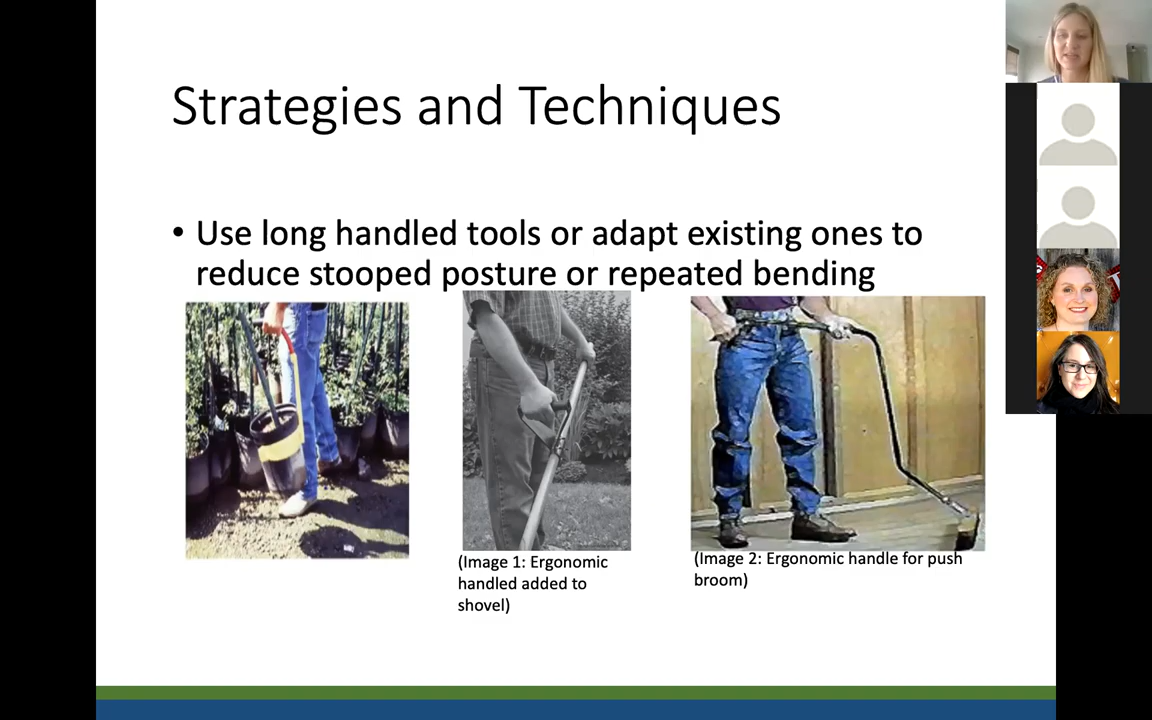 Strategies and Techniques
• Use long handled tools or adapt existing ones to
reduce stooped posture or repeated bending
(Image 1: Ergonomic
handled added to
shovel)
(Image 2: Ergonomic handle for push
broom)